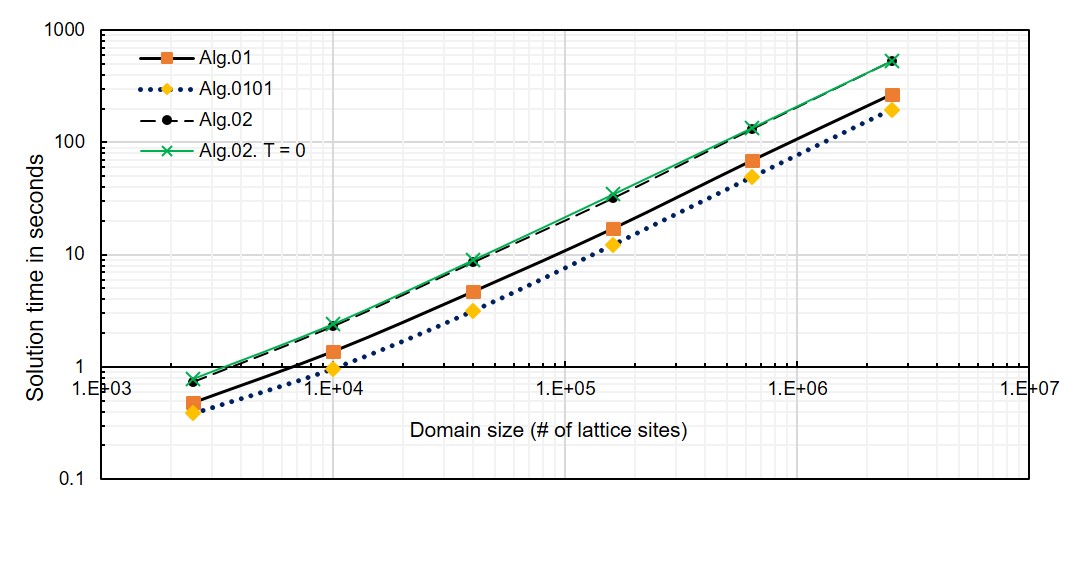 1000
100
10
1
0.1
Solution time in seconds
Alg.01
Alg.0101
Alg.02
Alg.02. T = 0
1.E+03 1.E+04 1.E+05 1.E+06 1.E+07
Domain size (# of lattice sites)